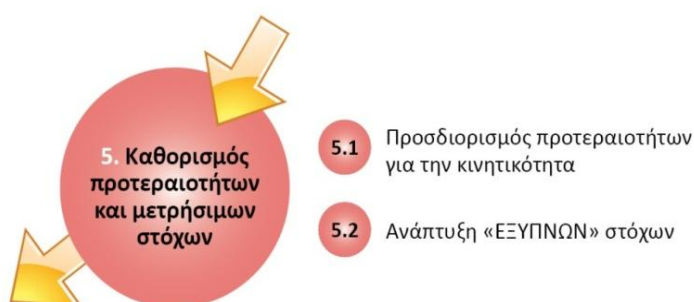 5. Καθορισμός
προτεραιοτήτων
και μετρήσιμων
στόχων
5.1 Προσδιορισμός προτεραιοτήτων
για την κινητικότητα
5.2 Ανάπτυξη «ΕΞΥΠΝΩΝ» στόχων